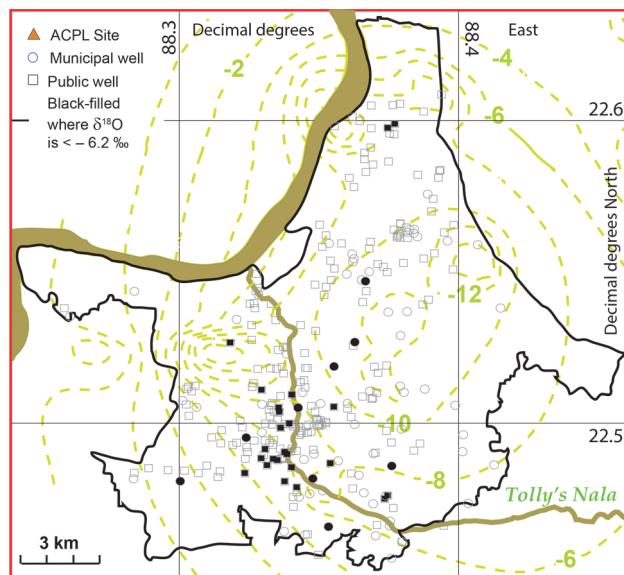 ACPL Site
Municipal well
Public well
Black-filled
where δ¹⁸O
is < – 6.2 ‰
88.3
Decimal degrees
East
88.4
-2
-4
-6
22.6
Decimal degrees North
-12
-10
22.5
-8
Tolly's Nala
-6
3 km